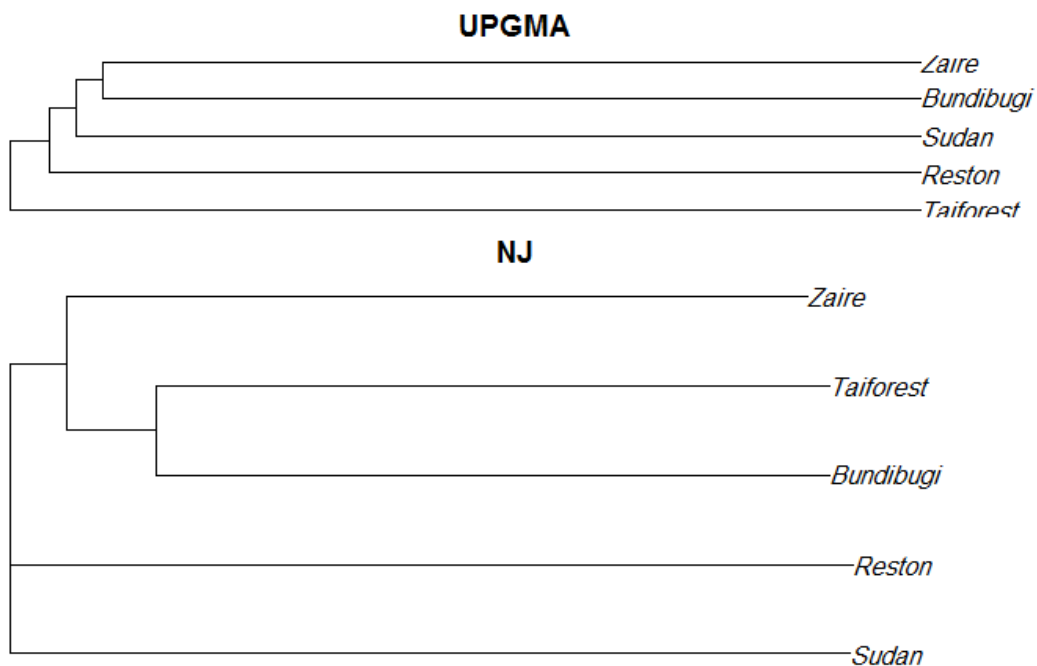 UPGMA
Zaire
Bundibugi
Sudan
Reston
Taiforest
NJ
Zaire
Taiforest
Bundibugi
Reston
Sudan